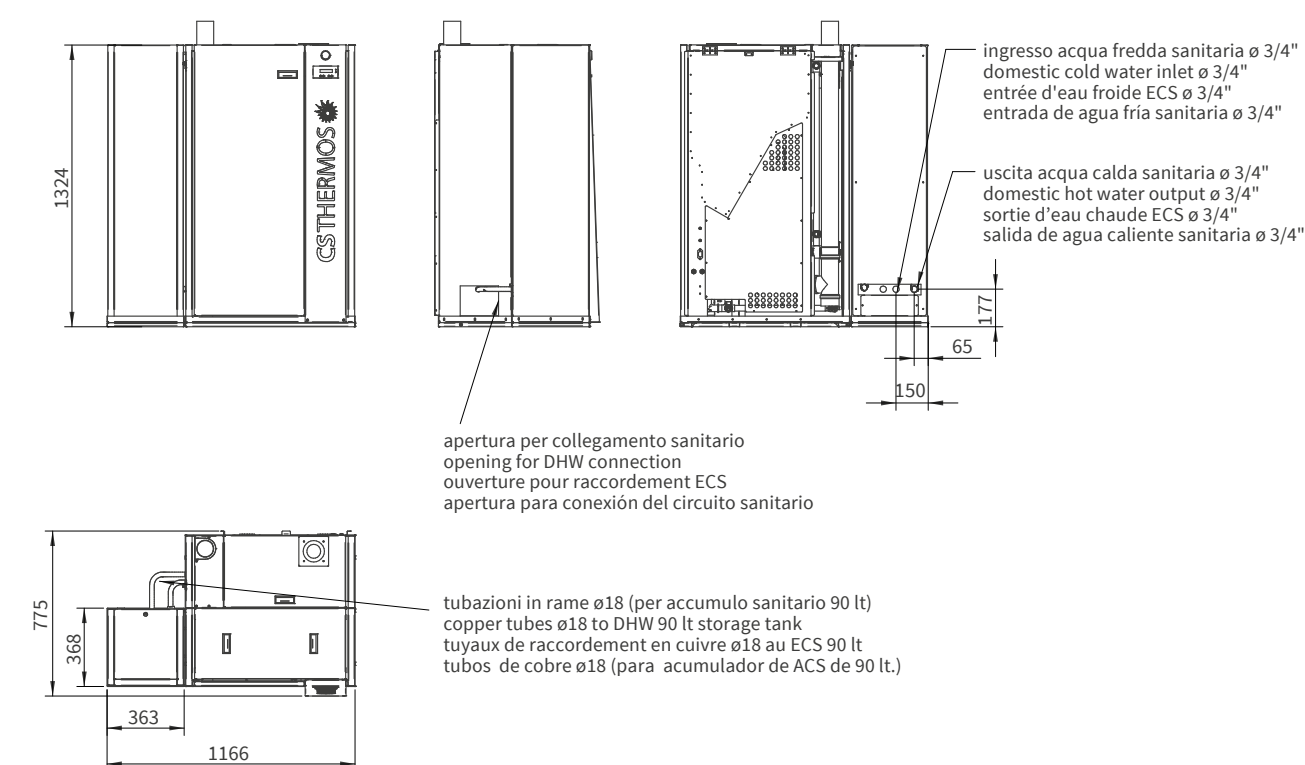 CS THERMOS
1324
ingresso acqua fredda sanitaria ø 3/4"
domestic cold water inlet ø 3/4"
entrée d'eau froide ECS ø 3/4"
entrada de agua fría sanitaria ø 3/4"
uscita acqua calda sanitaria ø 3/4"
domestic hot water output ø 3/4"
sortie d’eau chaude ECS ø 3/4"
salida de agua caliente sanitaria ø 3/4"
177
65
150
apertura per collegamento sanitario
opening for DHW connection
ouverture pour raccordement ECS
apertura para conexión del circuito sanitario
775
368
363
1166
tubazioni in rame ø18 (per accumulo sanitario 90 lt)
copper tubes ø18 to DHW 90 lt storage tank
tuyaux de raccordement en cuivre ø18 au ECS 90 lt
tubos de cobre ø18 (para acumulador de ACS de 90 lt.)